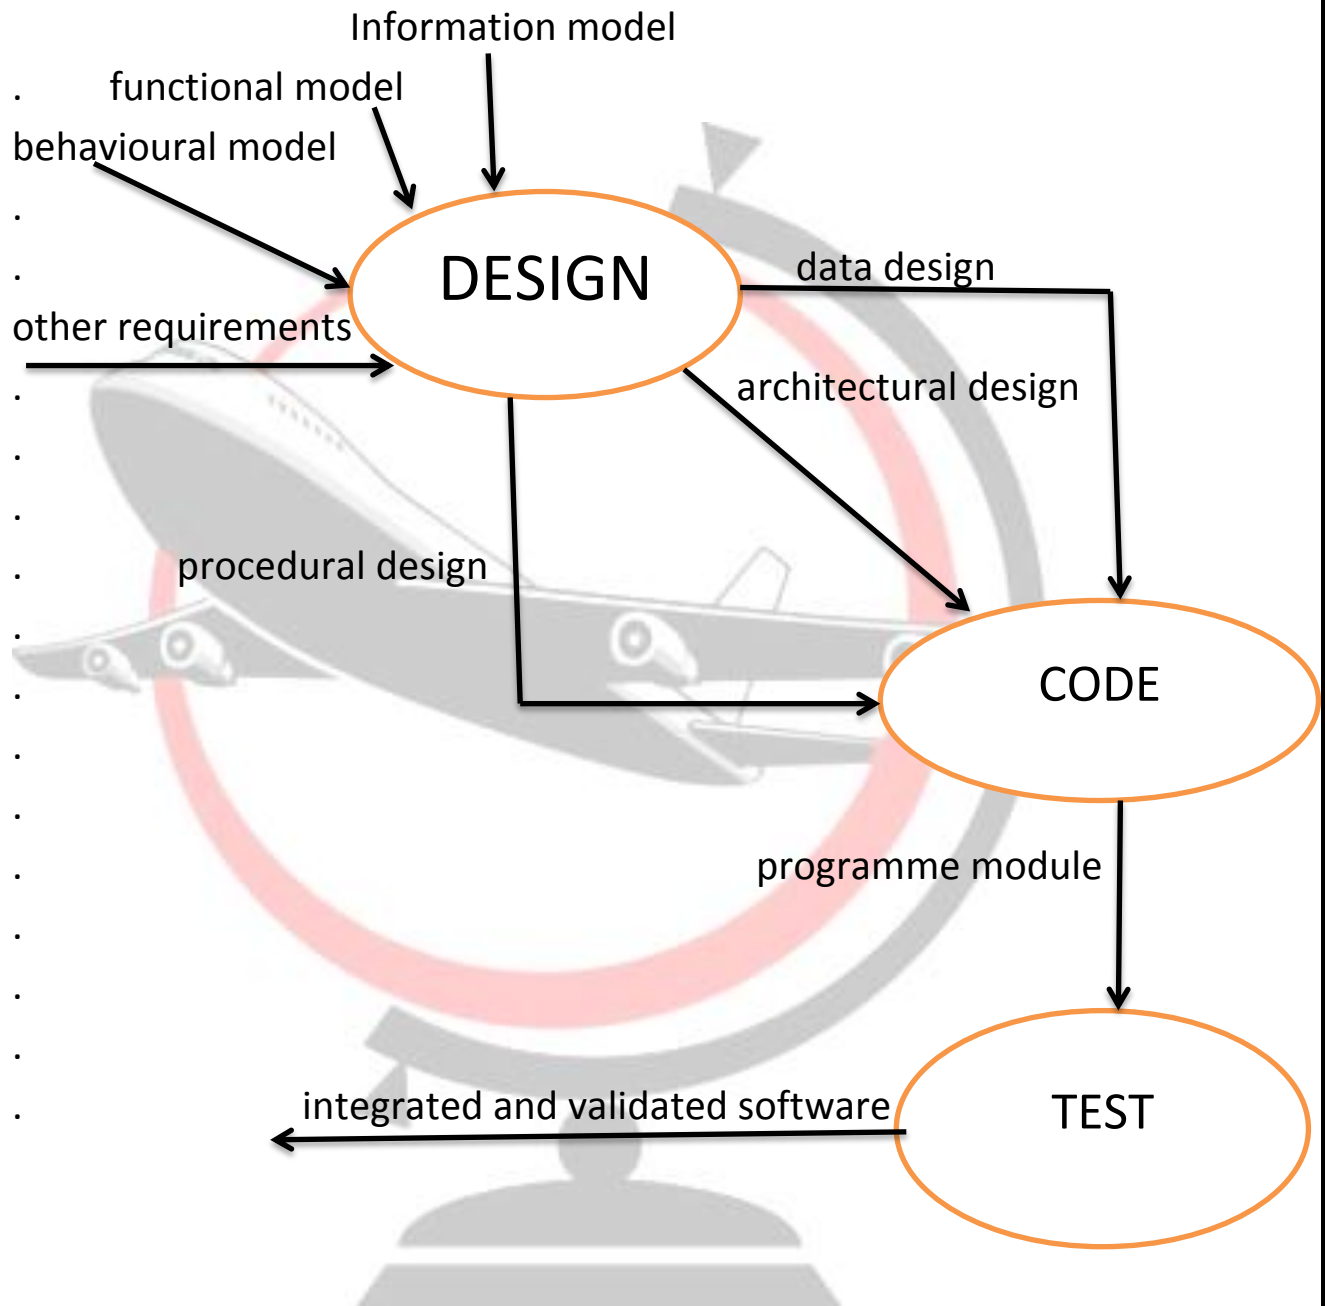 Information model
. functional model
behavioural model
.
DESIGN
. data design
other requirements
. architectural design
.
.
. procedural design
.
CODE
.
.
.
. programme module
.
.
.
. integrated and validated software
TEST